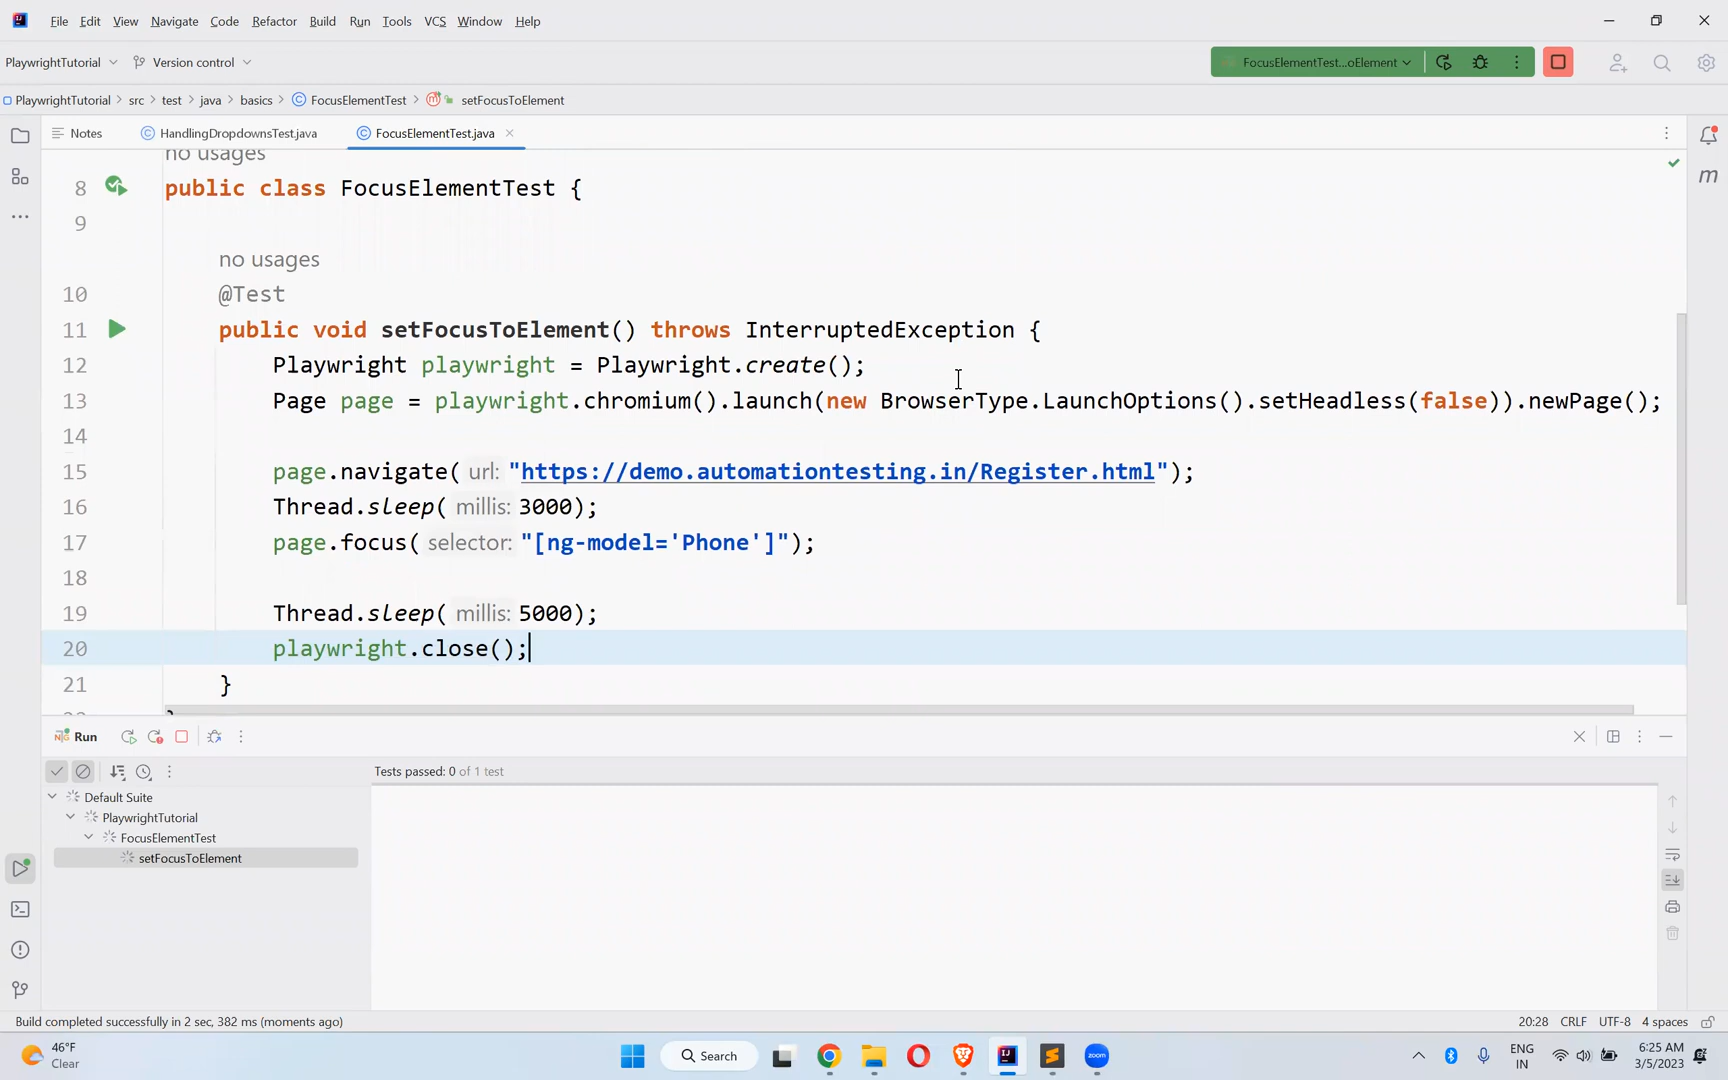 File Edit View Navigate Code Refactor Build Run Tools VCS Window Help
PlaywrightTutorial Version control FocusElementTest...oElement
PlaywrightTutorial › src › test › java › basics › FocusElementTest › setFocusToElement
Notes HandlingDropdownsTest.java FocusElementTest.java
no usages
8 public class FocusElementTest {
9
no usages
10 @Test
11 public void setFocusToElement() throws InterruptedException {
12 Playwright playwright = Playwright.create();
13 Page page = playwright.chromium().launch(new BrowserType.LaunchOptions().setHeadless(false)).newPage();
14
15 page.navigate( url: "https://demo.automationtesting.in/Register.html");
16 Thread.sleep( millis: 3000);
17 page.focus( selector: "[ng-model='Phone']");
18
19 Thread.sleep( millis: 5000);
20 playwright.close();
21 }
Run
Tests passed: 0 of 1 test
Default Suite
PlaywrightTutorial
FocusElementTest
setFocusToElement
Build completed successfully in 2 sec, 382 ms (moments ago) 20:28 CRLF UTF-8 4 spaces
46°F
Clear
Search
zoom
ENG
IN
6:25 AM
3/5/2023